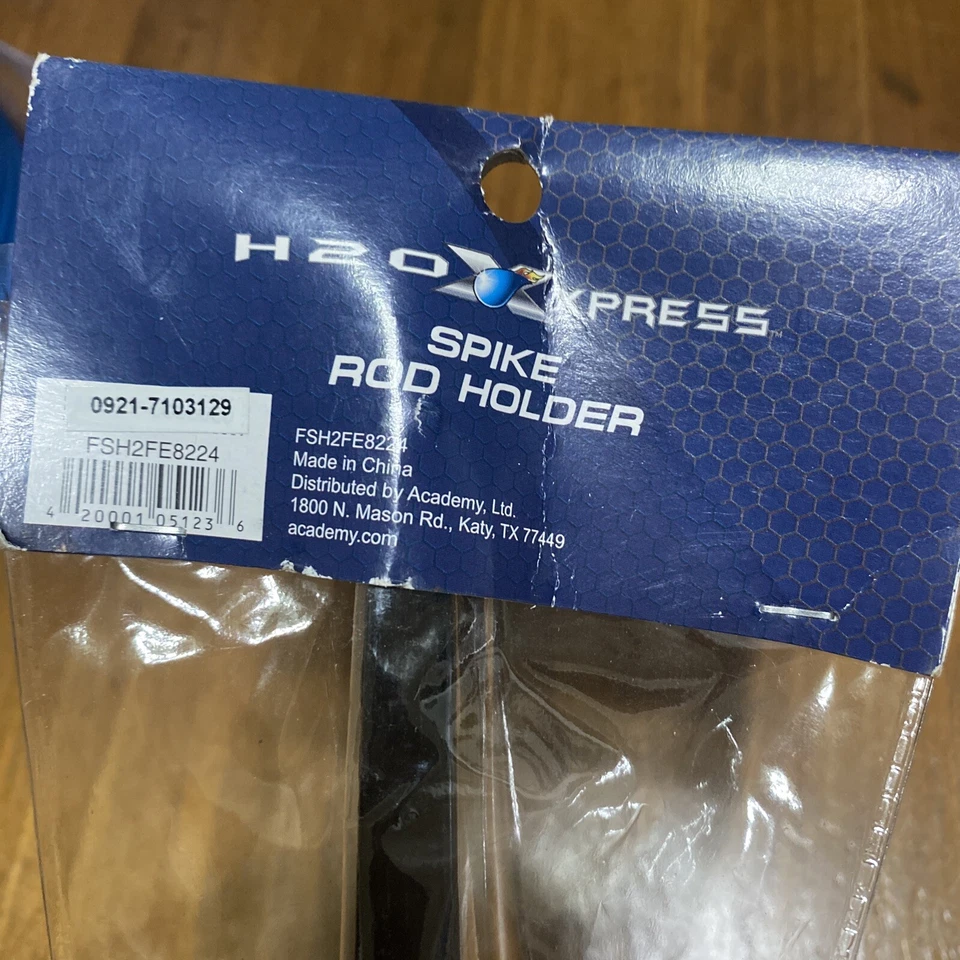 H2O XPRESS
SPIKE
ROD HOLDER
0921-7103129
FSH2FE8224
4 20001 05123 6
FSH2FE8224
Made in China
Distributed by Academy, Ltd.
1800 N. Mason Rd., Katy, TX 77449
academy.com